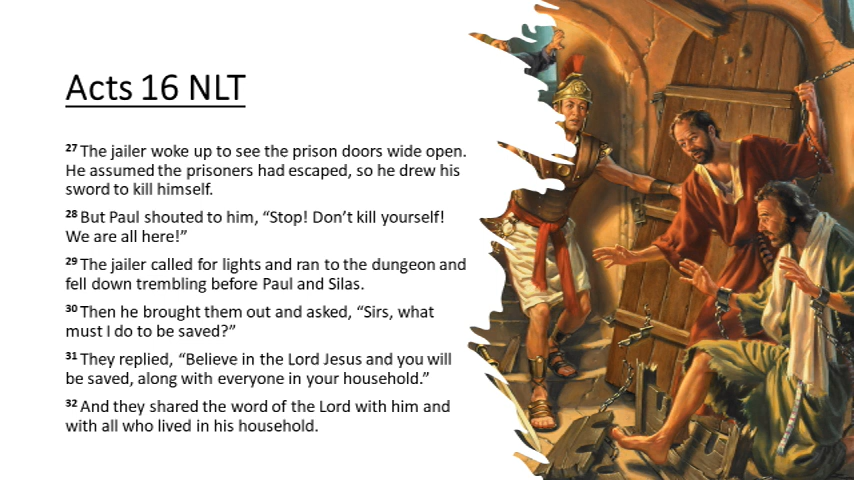 Acts 16 NLT
27 The jailer woke up to see the prison doors wide open.
He assumed the prisoners had escaped, so he drew his
sword to kill himself.
28 But Paul shouted to him, “Stop! Don’t kill yourself!
We are all here!”
29 The jailer called for lights and ran to the dungeon and
fell down trembling before Paul and Silas.
30 Then he brought them out and asked, “Sirs, what
must I do to be saved?”
31 They replied, “Believe in the Lord Jesus and you will
be saved, along with everyone in your household.”
32 And they shared the word of the Lord with him and
with all who lived in his household.